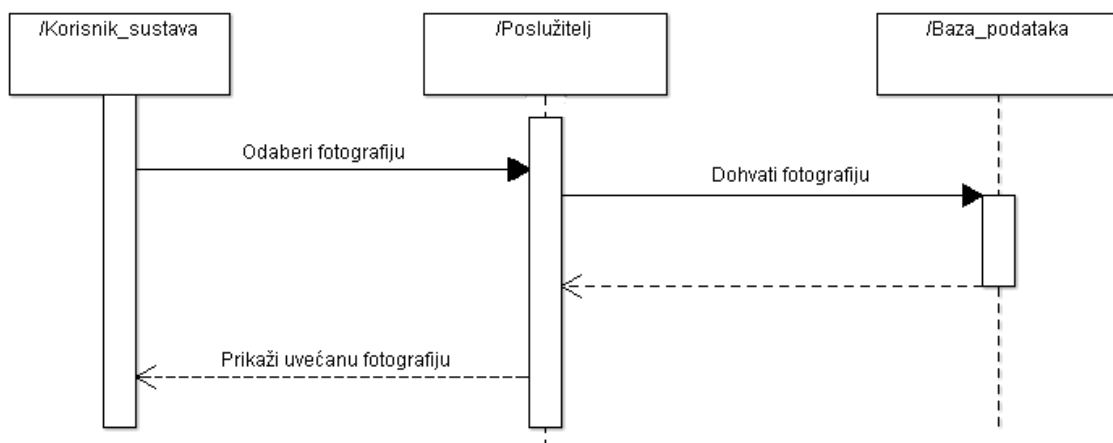 /Korisnik_sustava
/Poslužitelj
/Baza_podataka
Odaberi fotografiju
Dohvati fotografiju
Prikaži uvećanu fotografiju